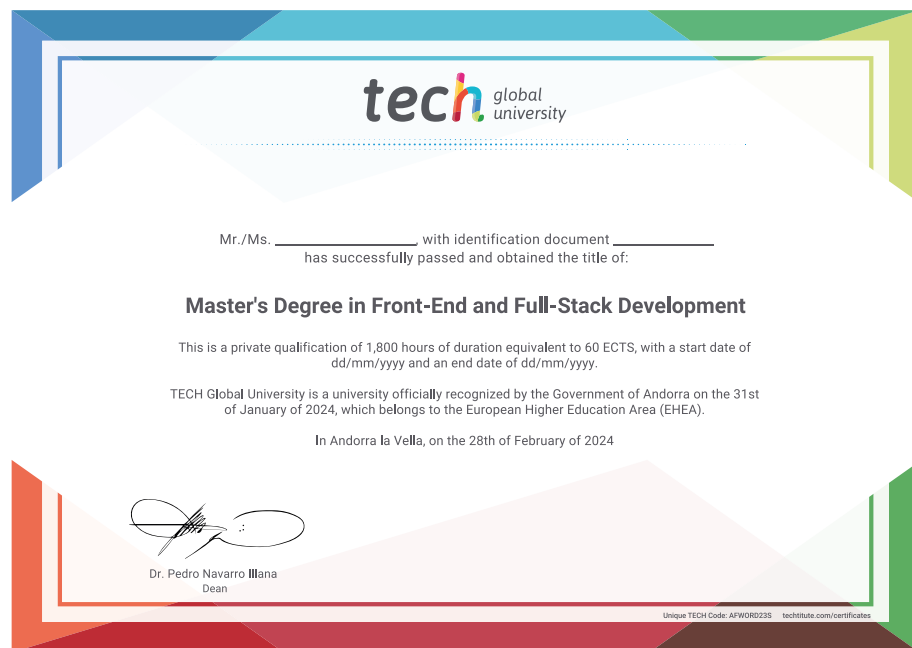 tech global university
Mr./Ms. ____________, with identification document ____________
has successfully passed and obtained the title of:
Master's Degree in Front-End and Full-Stack Development
This is a private qualification of 1,800 hours of duration equivalent to 60 ECTS, with a start date of
dd/mm/yyyy and an end date of dd/mm/yyyy.
TECH Global University is a university officially recognized by the Government of Andorra on the 31st
of January of 2024, which belongs to the European Higher Education Area (EHEA).
In Andorra la Vella, on the 28th of February of 2024
Dr. Pedro Navarro Illana
Dean
Unique TECH Code: AFWORD23S techtitute.com/certificates